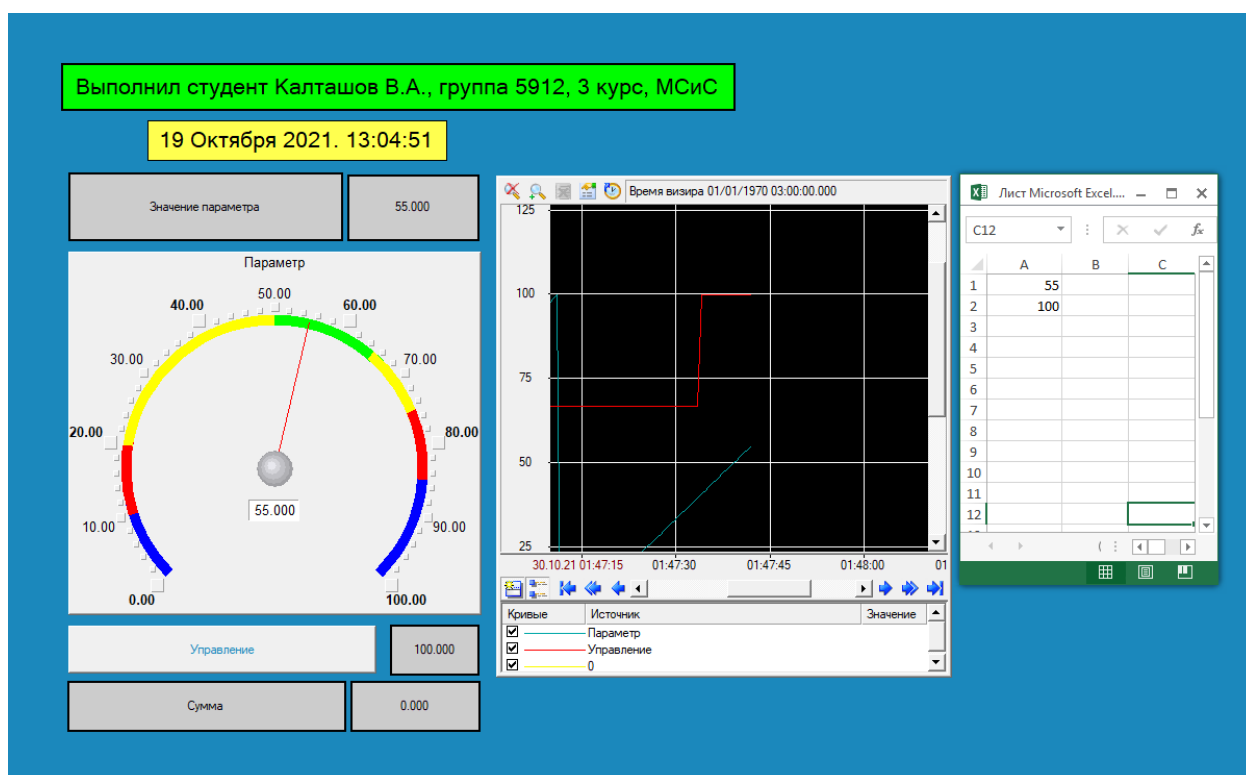 Выполнил студент Калташов В.А., группа 5912, 3 курс, МСиС
19 Октября 2021. 13:04:51
Значение параметра
55.000
Параметр
0.00
10.00
20.00
30.00
40.00
50.00
60.00
70.00
80.00
90.00
100.00
55.000
Управление
100.000
Сумма
0.000
Время визира 01/01/1970 03:00:00.000
125
100
75
50
25
30.10.21 01:47:15 01:47:30 01:47:45 01:48:00 01
Кривые Источник Значение
Параметр
Управление
0
Лист Microsoft Excel....
C12 fx
A B C
1 55
2 100
3
4
5
6
7
8
9
10
11
12